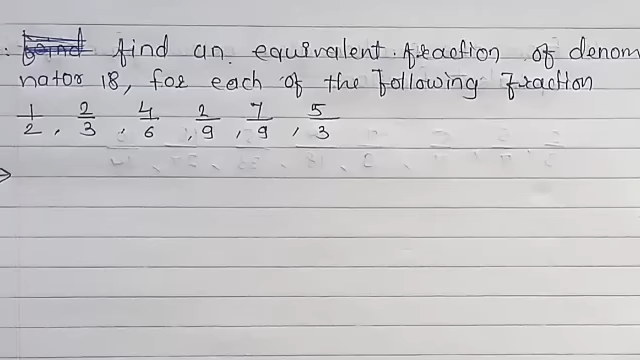 find an equivalent fraction of denom
nator 18, for each of the following fraction
1/2, 2/3, 4/6, 2/9, 7/9, 5/3